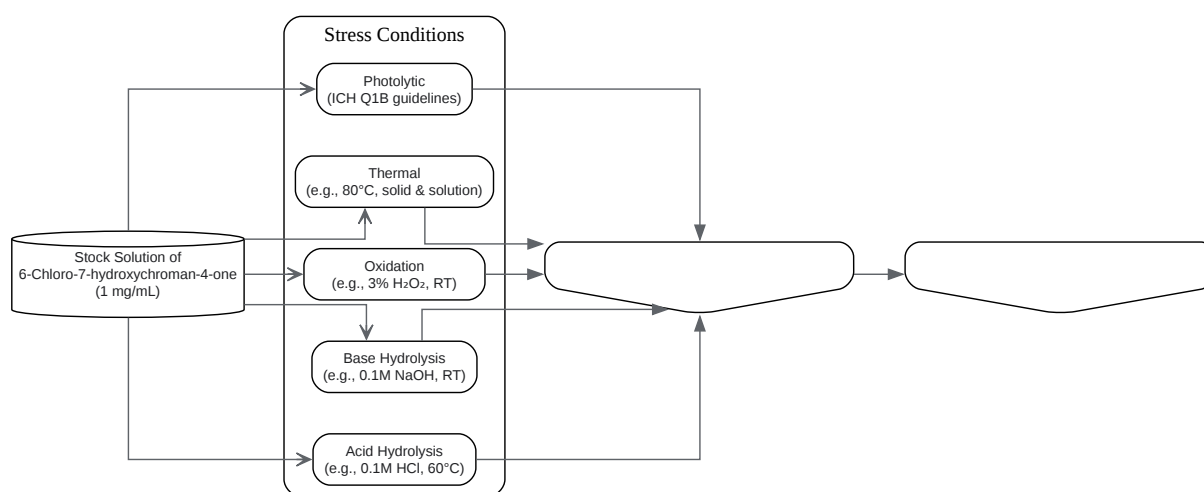 Stress Conditions
Photolytic
(ICH Q1B guidelines)
Thermal
(e.g., 80°C, solid & solution)
Stock Solution of
6-Chloro-7-hydroxychroman-4-one
(1 mg/mL)
Oxidation
(e.g., 3% H₂O₂, RT)
Base Hydrolysis
(e.g., 0.1M NaOH, RT)
Acid Hydrolysis
(e.g., 0.1M HCl, 60°C)